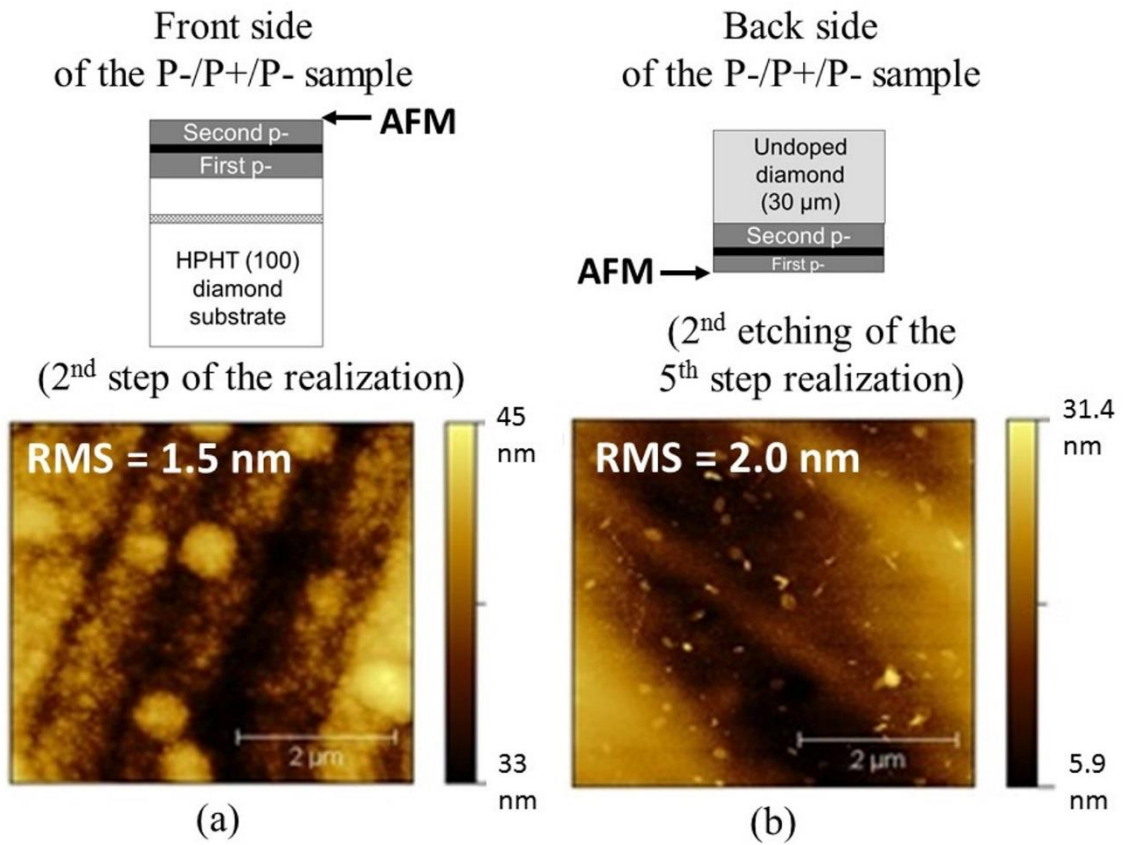 Front side
of the P-/P+/P- sample
AFM
Second p-
First p-
HPHT (100)
diamond
substrate
(2nd step of the realization)
45
nm
RMS = 1.5 nm
2 µm
33
nm
(a)
Back side
of the P-/P+/P- sample
Undoped
diamond
(30 µm)
Second p-
First p-
AFM
(2nd etching of the
5th step realization)
31.4
nm
RMS = 2.0 nm
2 µm
5.9
nm
(b)